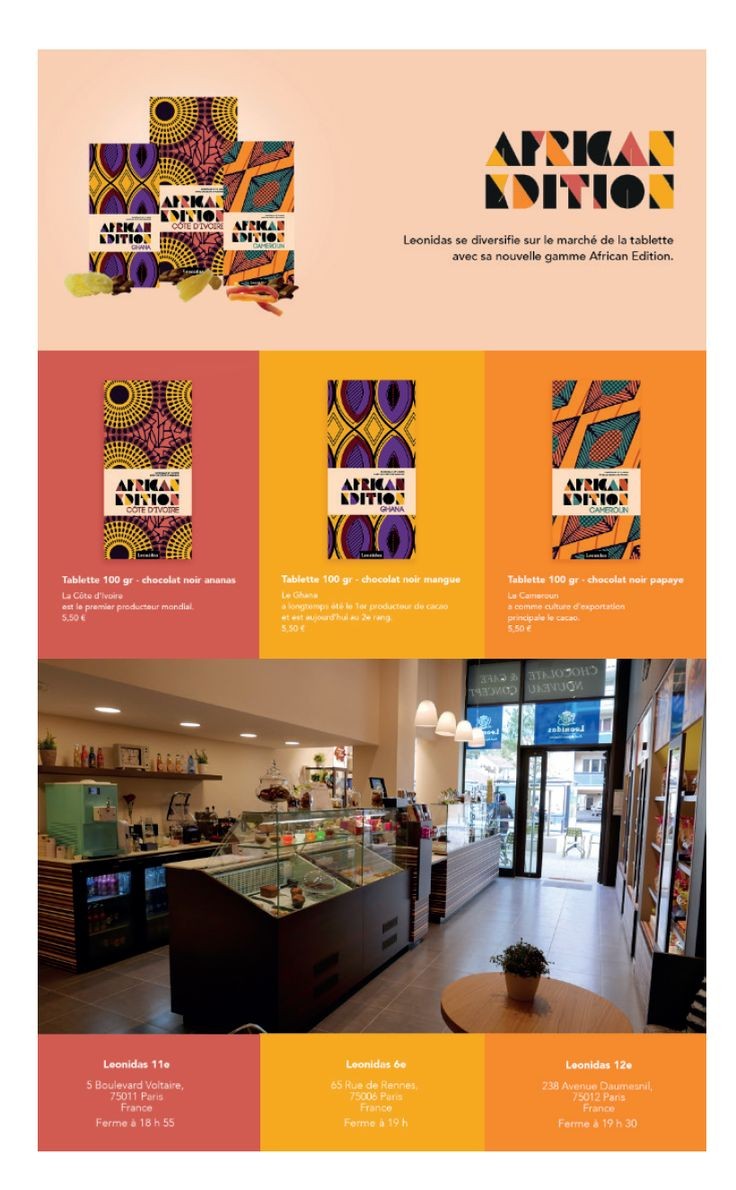 AFRICAN
EDITION
GHANA
AFRICAN
EDITION
CÔTE D'IVOIRE
Leonidas
AFRICAN
EDITION
CAMEROUN
AFRICAN
EDITION
Leonidas se diversifie sur le marché de la tablette
avec sa nouvelle gamme African Edition.
AFRICAN
EDITION
CÔTE D'IVOIRE
Leonidas
AFRICAN
EDITION
GHANA
Leonidas
AFRICAN
EDITION
CAMEROUN
Leonidas
Tablette 100 gr - chocolat noir ananas
La Côte d'Ivoire
est le premier producteur mondial.
5,50 €
Tablette 100 gr - chocolat noir mangue
Le Ghana
a longtemps été le 1er producteur de cacao
et est aujourd'hui au 2e rang.
5,50 €
Tablette 100 gr - chocolat noir papaye
Le Cameroun
a comme culture d'exportation
principale le cacao.
5,50 €
CHOCOLATE & CAFE
NOUVEAU CONCEPT
Leonidas
Leonidas 11e
5 Boulevard Voltaire,
75011 Paris
France
Ferme à 18 h 55
Leonidas 6e
65 Rue de Rennes,
75006 Paris
France
Ferme à 19 h
Leonidas 12e
238 Avenue Daumesnil,
75012 Paris
France
Ferme à 19 h 30